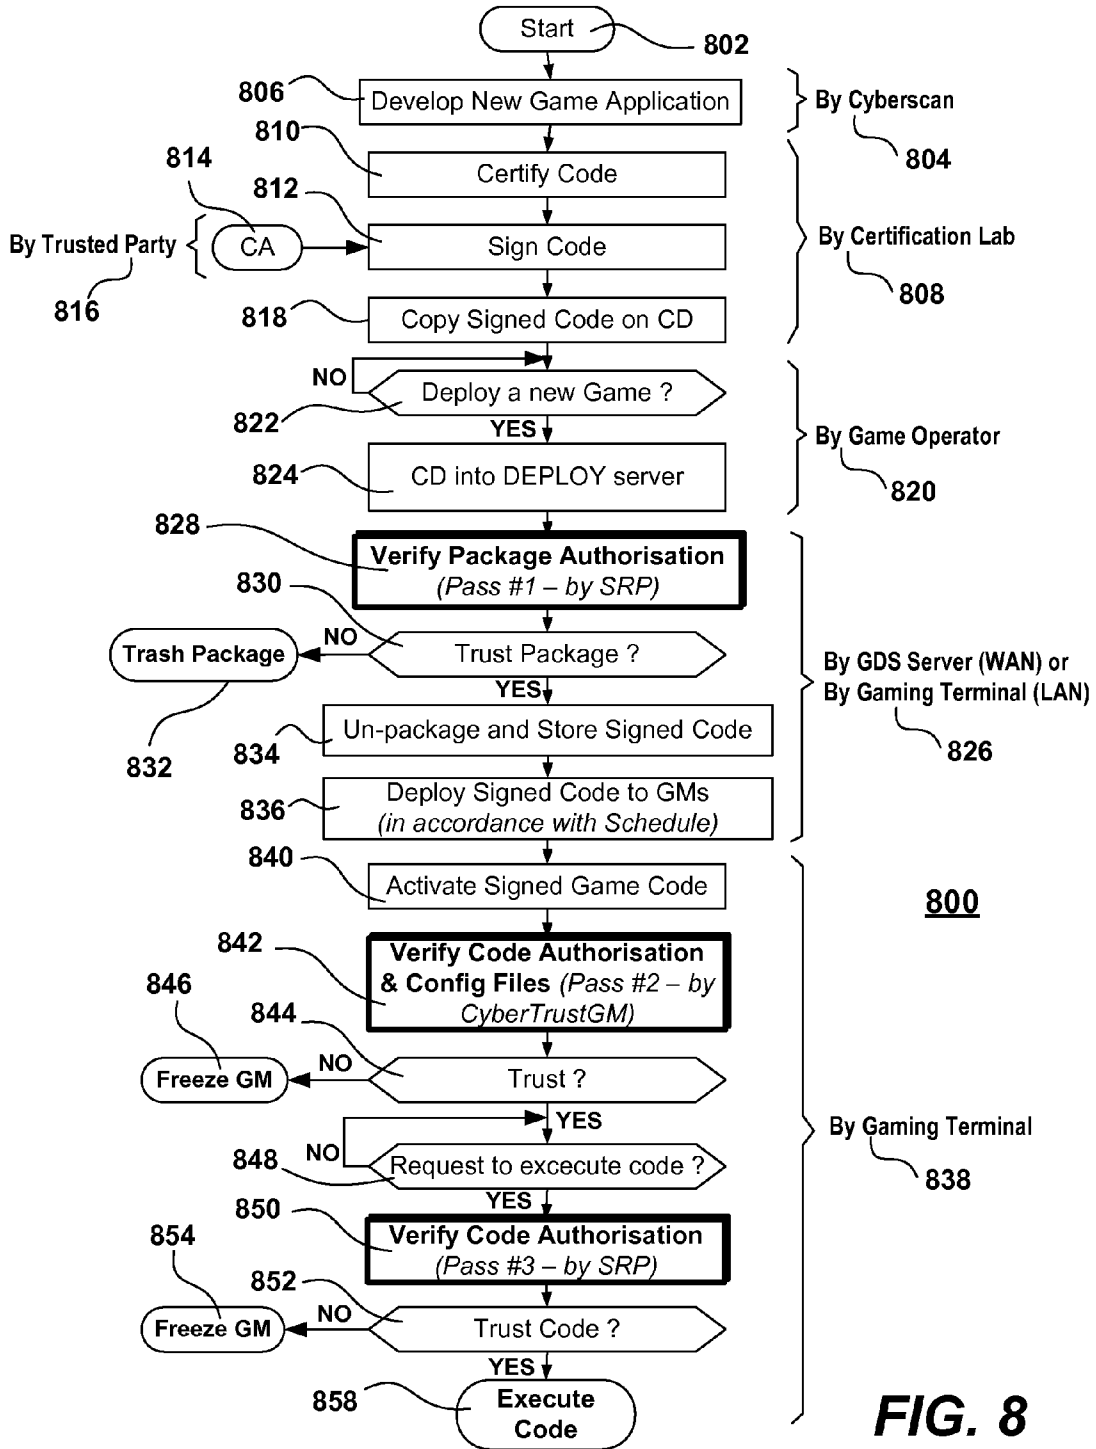 Start
802
806
Develop New Game Application
By Cyberscan
804
810
Certify Code
814
812
By Trusted Party
CA
Sign Code
By Certification Lab
808
816
818
Copy Signed Code on CD
NO
Deploy a new Game ?
822
YES
By Game Operator
820
824
CD into DEPLOY server
828
Verify Package Authorisation
(Pass #1 – by SRP)
830
NO
Trash Package
Trust Package ?
By GDS Server (WAN) or
By Gaming Terminal (LAN)
826
YES
832
834
Un-package and Store Signed Code
836
Deploy Signed Code to GMs
(in accordance with Schedule)
840
Activate Signed Game Code
800
842
Verify Code Authorisation
& Config Files (Pass #2 – by
CyberTrustGM)
846
844
NO
Freeze GM
Trust ?
YES
By Gaming Terminal
838
NO
848
Request to excecute code ?
YES
850
Verify Code Authorisation
(Pass #3 – by SRP)
854
852
NO
Freeze GM
Trust Code ?
YES
858
Execute
Code
FIG. 8